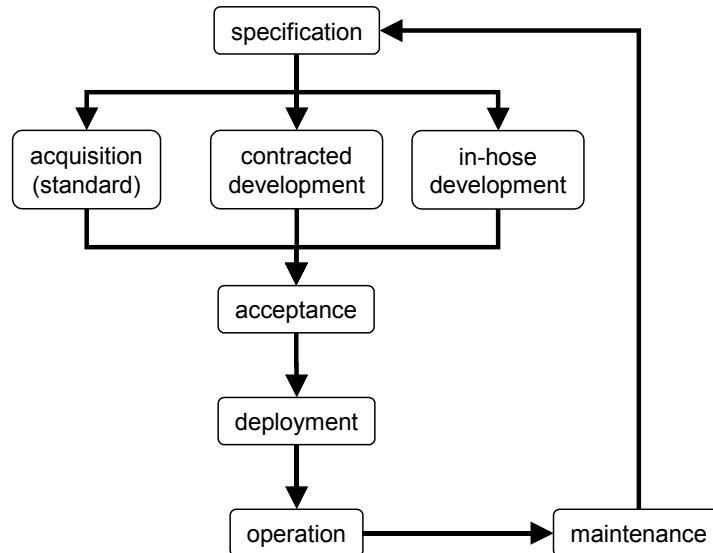 specification
acquisition
(standard)
contracted
development
in-hose
development
acceptance
deployment
operation
maintenance